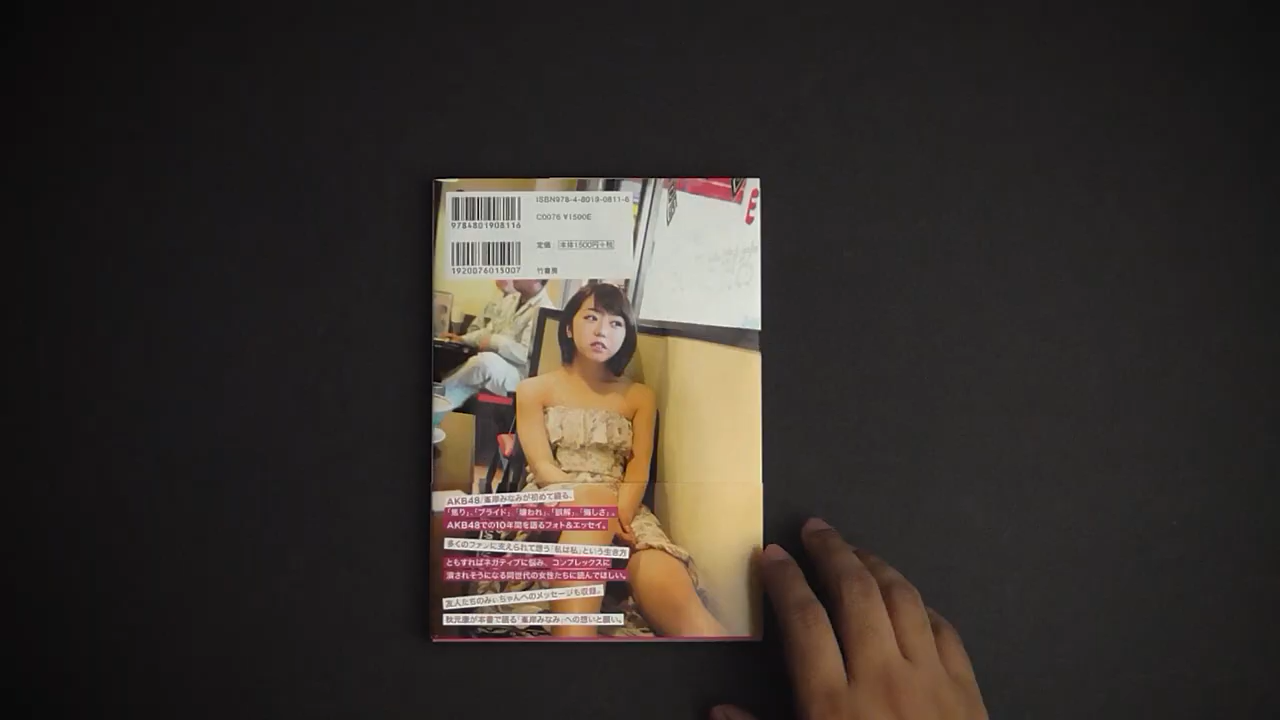 ISBN978-4-8019-0811-6
C0076 ¥1500E
9784801908116
定価 本体1500円+税
1920076015007
竹書房
AKB48 峯岸みなみが初めて語る、
「焦り」、「プライド」、「嫌われ」、「誤解」、「悔しさ」。
AKB48での10年間を語るフォト&エッセイ。
多くのファンに支えられて想う「私は私」という生き方
ともすればネガティブに悩み、コンプレックスに
潰されそうになる同世代の女性たちに読んでほしい。
友人たちのみぃちゃんへのメッセージも収録。
秋元康が本書で語る「峯岸みなみ」への想いと願い。